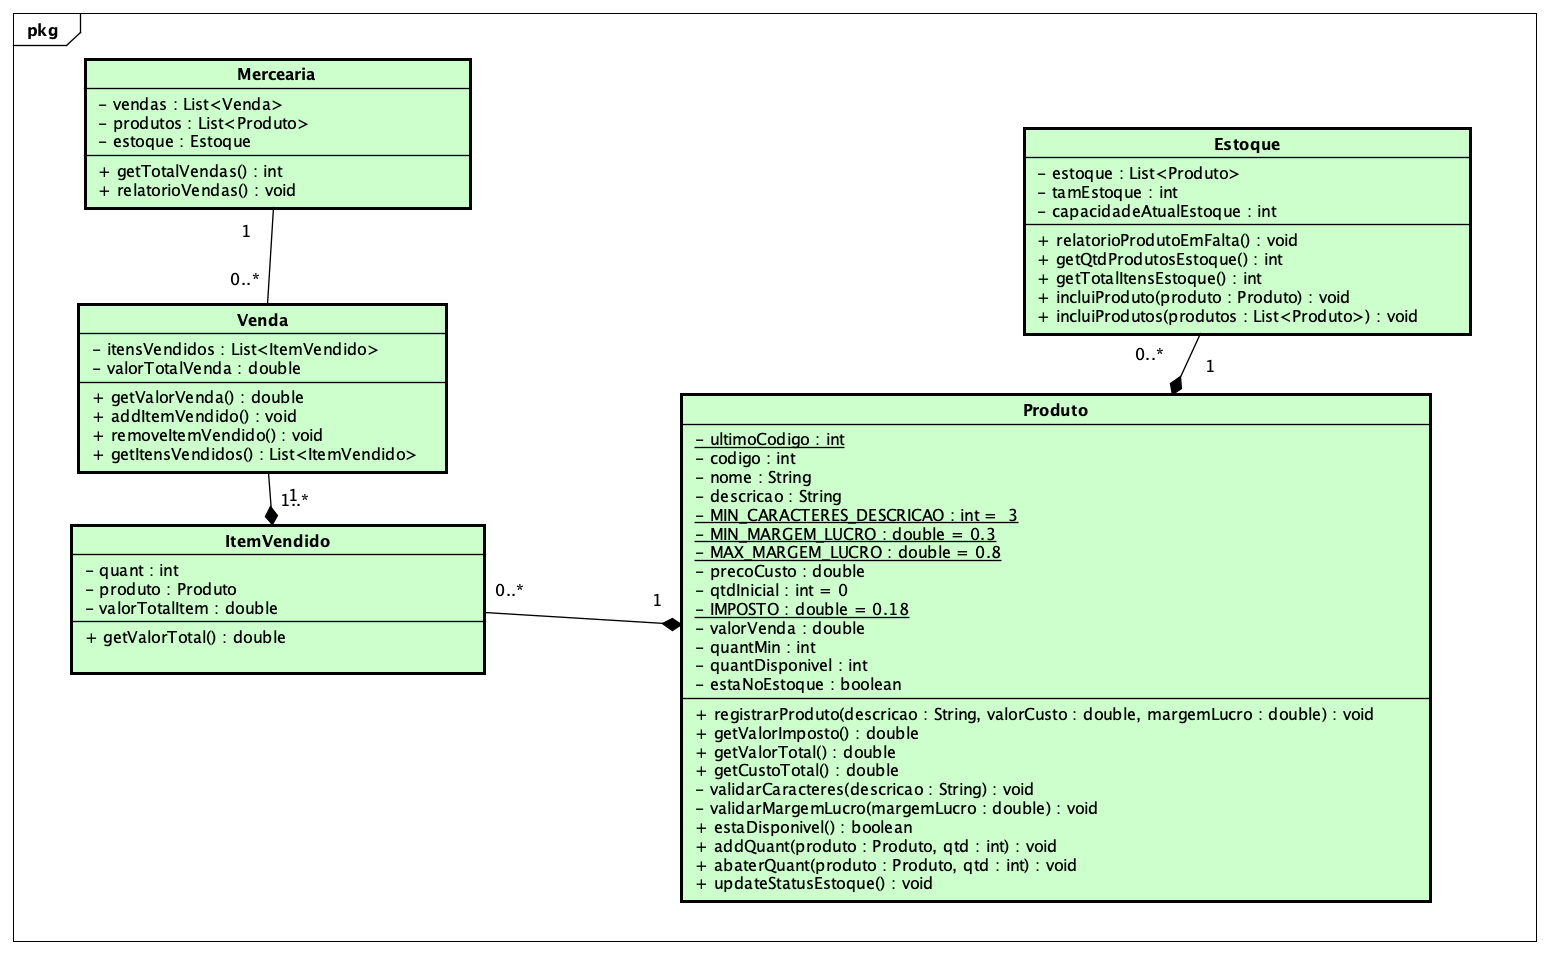 pkg
Mercearia
- vendas : List<Venda>
- produtos : List<Produto>
- estoque : Estoque
+ getTotalVendas() : int
+ relatorioVendas() : void
1
0..*
Venda
- itensVendidos : List<ItemVendido>
- valorTotalVenda : double
+ getValorVenda() : double
+ addItemVendido() : void
+ removeItemVendido() : void
+ getItensVendidos() : List<ItemVendido>
1
1..*
ItemVendido
- quant : int
- produto : Produto
- valorTotalItem : double
+ getValorTotal() : double
0..*
1
Estoque
- estoque : List<Produto>
- tamEstoque : int
- capacidadeAtualEstoque : int
+ relatorioProdutoEmFalta() : void
+ getQtdProdutosEstoque() : int
+ getTotalItensEstoque() : int
+ incluiProduto(produto : Produto) : void
+ incluiProdutos(produtos : List<Produto>) : void
0..*
1
Produto
- ultimoCodigo : int
- codigo : int
- nome : String
- descricao : String
- MIN_CARACTERES_DESCRICAO : int =  3
- MIN_MARGEM_LUCRO : double = 0.3
- MAX_MARGEM_LUCRO : double = 0.8
- precoCusto : double
- qtdInicial : int = 0
- IMPOSTO : double = 0.18
- valorVenda : double
- quantMin : int
- quantDisponivel : int
- estaNoEstoque : boolean
+ registrarProduto(descricao : String, valorCusto : double, margemLucro : double) : void
+ getValorImposto() : double
+ getValorTotal() : double
+ getCustoTotal() : double
- validarCaracteres(descricao : String) : void
- validarMargemLucro(margemLucro : double) : void
+ estaDisponivel() : boolean
+ addQuant(produto : Produto, qtd : int) : void
+ abaterQuant(produto : Produto, qtd : int) : void
+ updateStatusEstoque() : void